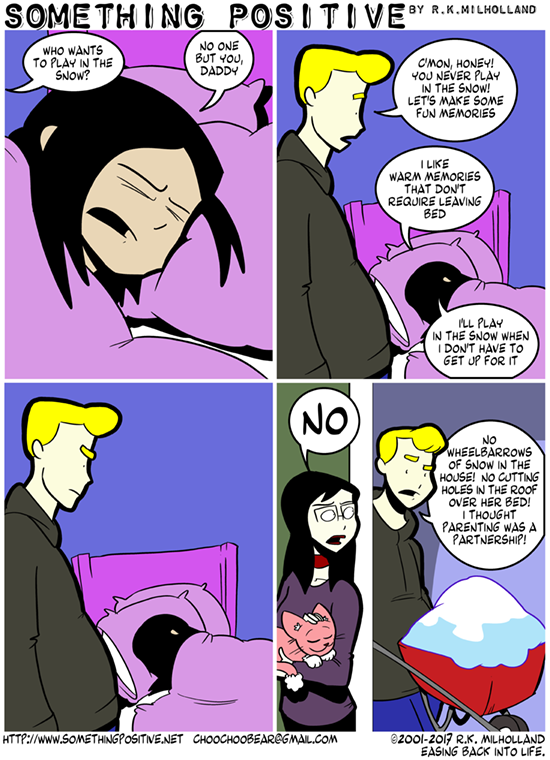 SOMETHING POSITIVE BY R.K.MILHOLLAND
WHO WANTS
TO PLAY IN THE
SNOW?
NO ONE
BUT YOU,
DADDY
C'MON, HONEY!
YOU NEVER PLAY
IN THE SNOW!
LET'S MAKE SOME
FUN MEMORIES
I LIKE
WARM MEMORIES
THAT DON'T
REQUIRE LEAVING
BED
I'LL PLAY
IN THE SNOW WHEN
I DON'T HAVE TO
GET UP FOR IT
NO
NO
WHEELBARROWS
OF SNOW IN THE
HOUSE! NO CUTTING
HOLES IN THE ROOF
OVER HER BED!
I THOUGHT
PARENTING WAS A
PARTNERSHIP!
HTTP://WWW.SOMETHINGPOSITIVE.NET CHOOCHOOBEAR@GMAIL.COM
©2001-2017 R.K. MILHOLLAND
EASING BACK INTO LIFE.